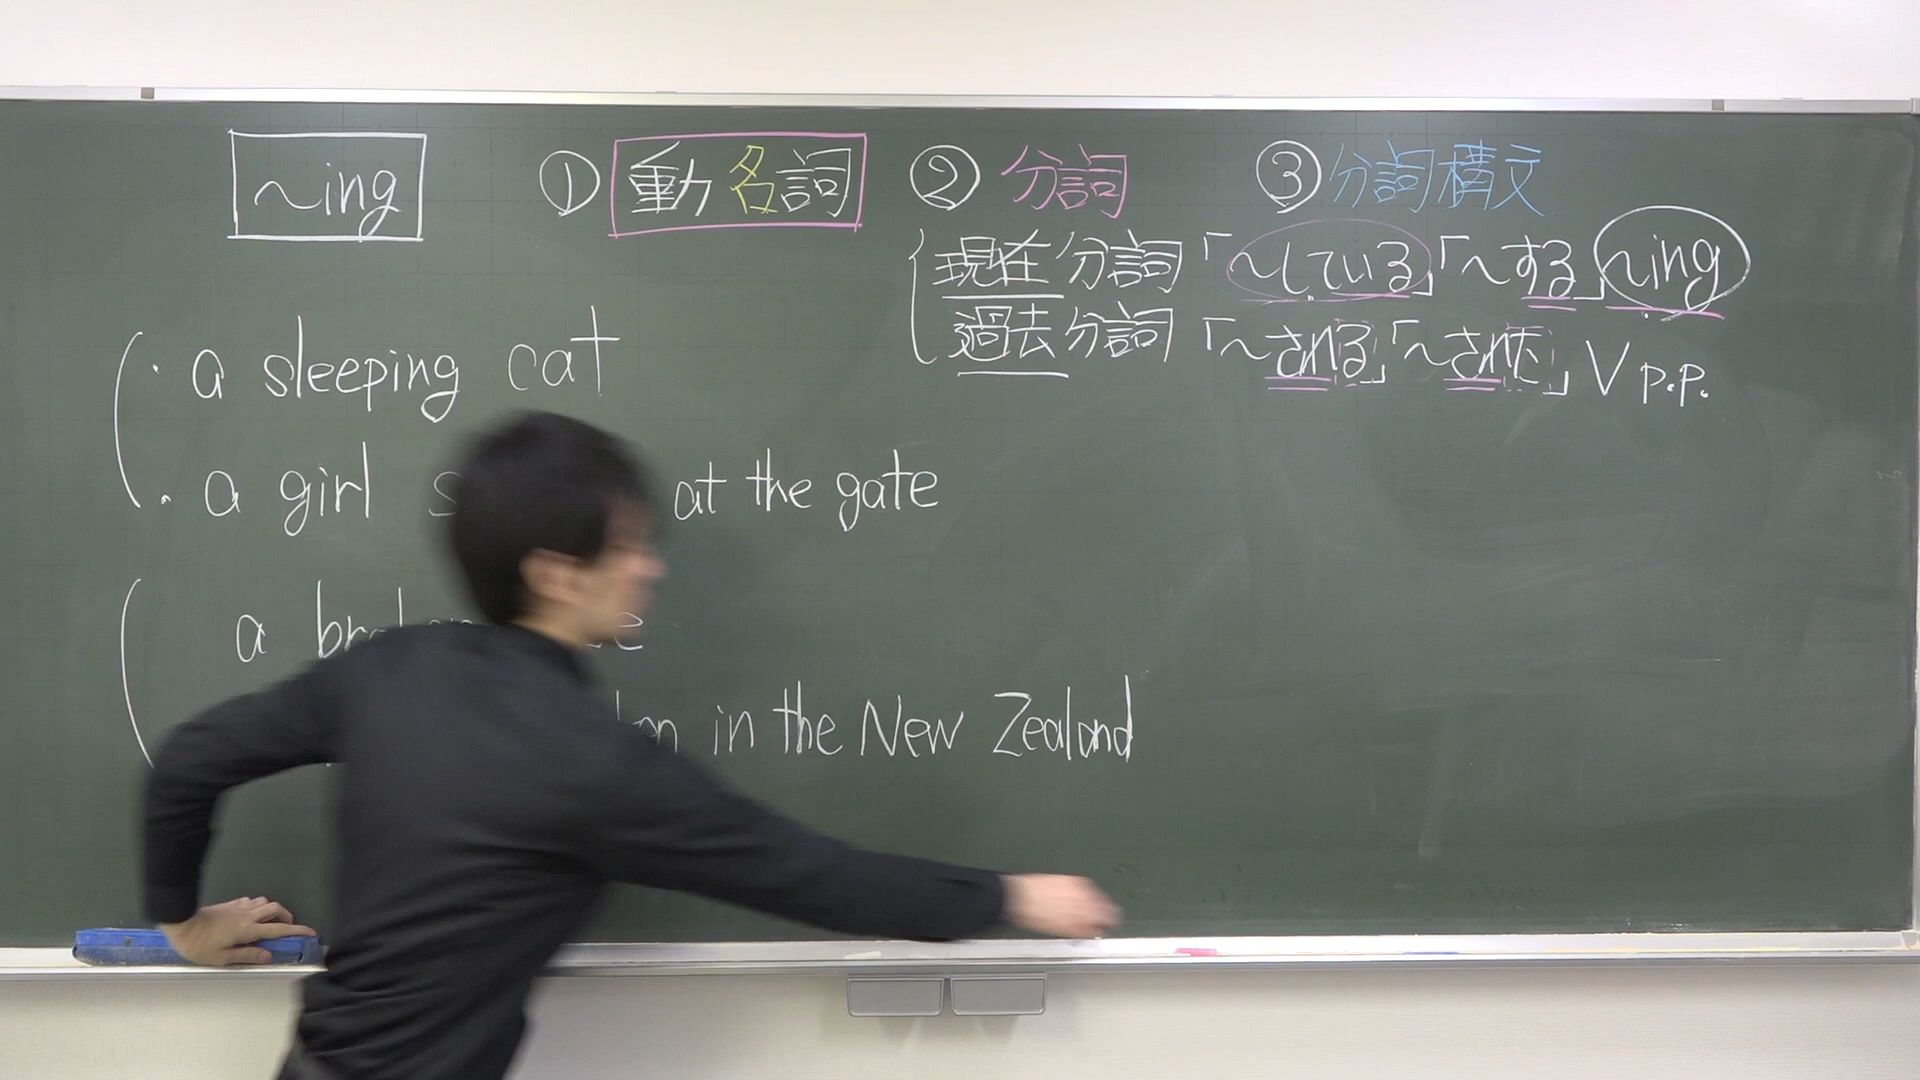 ~ing ①動名詞 ②分詞 ③分詞構文
現在分詞「~している」「~する」~ing
過去分詞「~される」「~された」Vp.p.
・a sleeping cat
・a girl at the gate
a
in the New Zealand